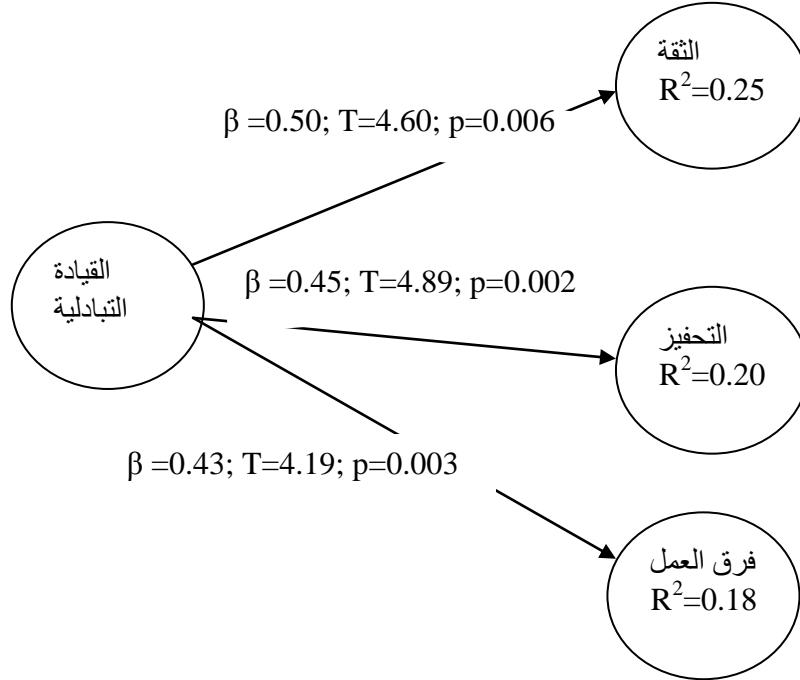 الثقة
R²=0.25
β =0.50; T=4.60; p=0.006
القيادة
التبادلية
β =0.45; T=4.89; p=0.002
التحفيز
R²=0.20
β =0.43; T=4.19; p=0.003
فرق العمل
R²=0.18